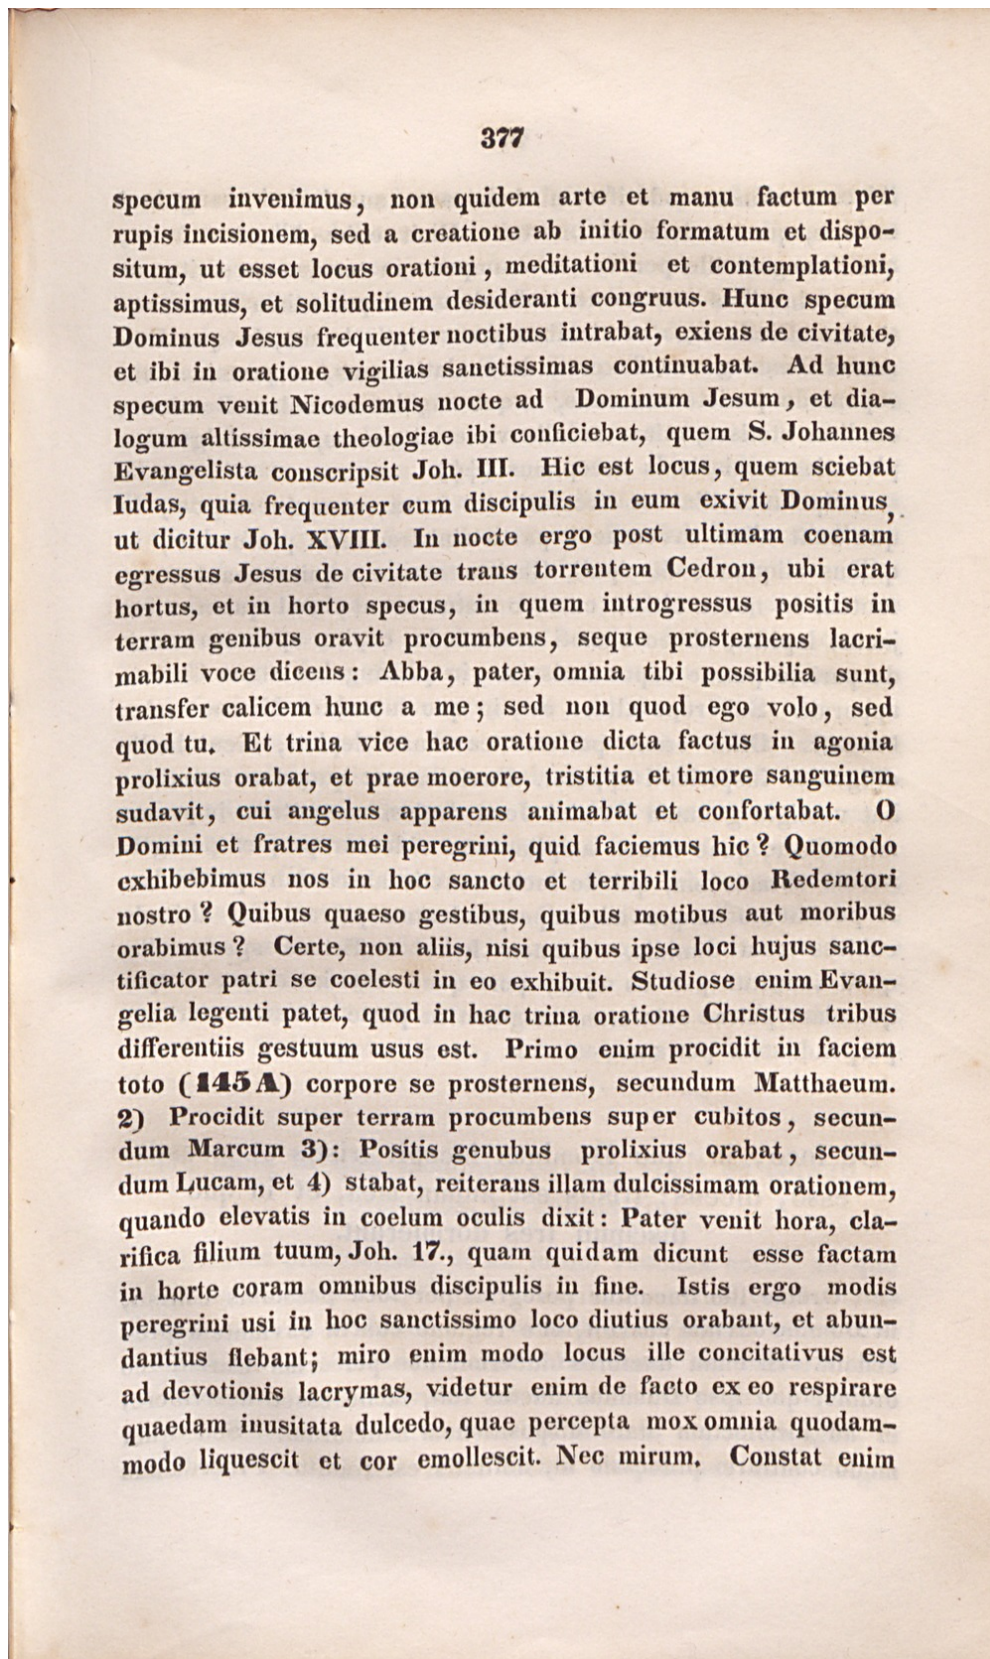 377
specum invenimus, non quidem arte et manu factum per
rupis incisionem, sed a creatione ab initio formatum et dispo-
situm, ut esset locus orationi, meditationi et contemplationi,
aptissimus, et solitudinem desideranti congruus. Hunc specum
Dominus Jesus frequenter noctibus intrabat, exiens de civitate,
et ibi in oratione vigilias sanctissimas continuabat. Ad hunc
specum venit Nicodemus nocte ad Dominum Jesum, et dia-
logum altissimae theologiae ibi conficiebat, quem S. Johannes
Evangelista conscripsit Joh. III. Hic est locus, quem sciebat
Iudas, quia frequenter cum discipulis in eum exivit Dominus,
ut dicitur Joh. XVIII. In nocte ergo post ultimam coenam
egressus Jesus de civitate trans torrentem Cedron, ubi erat
hortus, et in horto specus, in quem introgressus positis in
terram genibus oravit procumbens, seque prosternens lacri-
mabili voce dicens: Abba, pater, omnia tibi possibilia sunt,
transfer calicem hunc a me; sed non quod ego volo, sed
quod tu. Et trina vice hac oratione dicta factus in agonia
prolixius orabat, et prae moerore, tristitia et timore sanguinem
sudavit, cui angelus apparens animabat et confortabat. O
Domini et fratres mei peregrini, quid faciemus hic? Quomodo
exhibebimus nos in hoc sancto et terribili loco Redemtori
nostro? Quibus quaeso gestibus, quibus motibus aut moribus
orabimus? Certe, non aliis, nisi quibus ipse loci hujus sanc-
tificator patri se coelesti in eo exhibuit. Studiose enim Evan-
gelia legenti patet, quod in hac trina oratione Christus tribus
differentiis gestuum usus est. Primo enim procidit in faciem
toto (145 A) corpore se prosternens, secundum Matthaeum.
2) Procidit super terram procumbens super cubitos, secun-
dum Marcum 3): Positis genubus prolixius orabat, secun-
dum Lucam, et 4) stabat, reiterans illam dulcissimam orationem,
quando elevatis in coelum oculis dixit: Pater venit hora, cla-
rifica filium tuum, Joh. 17., quam quidam dicunt esse factam
in horte coram omnibus discipulis in fine. Istis ergo modis
peregrini usi in hoc sanctissimo loco diutius orabant, et abun-
dantius flebant; miro enim modo locus ille concitativus est
ad devotionis lacrymas, videtur enim de facto ex eo respirare
quaedam inusitata dulcedo, quae percepta mox omnia quodam-
modo liquescit et cor emollescit. Nec mirum. Constat enim